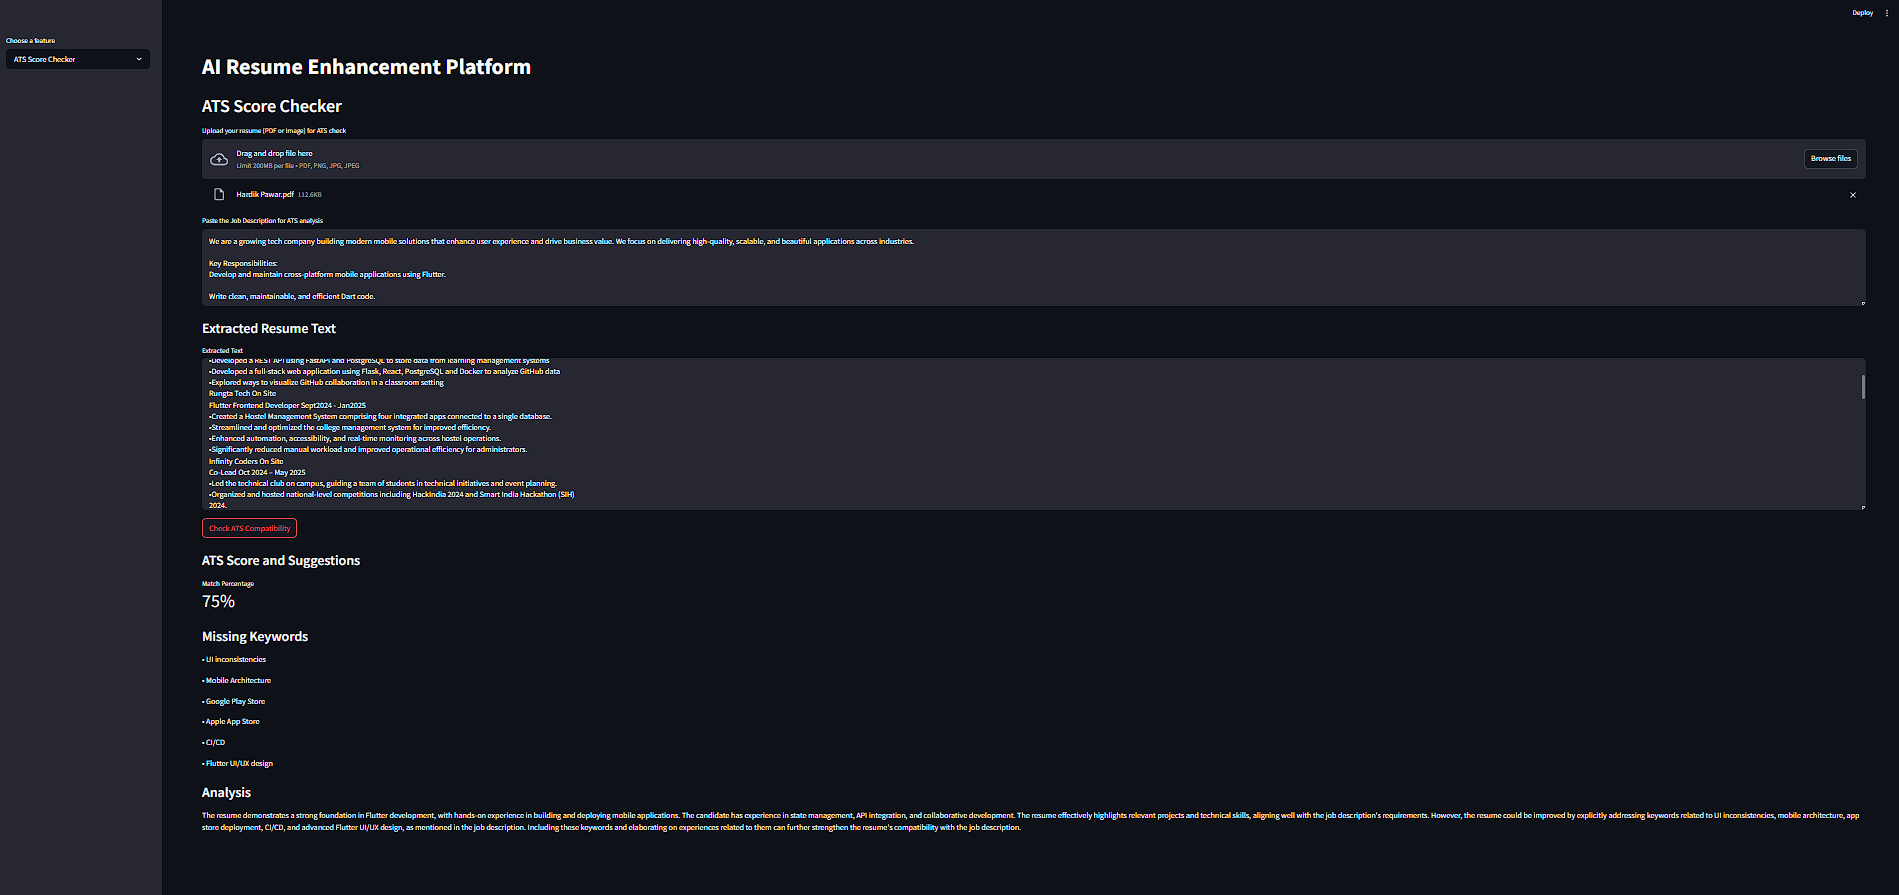 Deploy
Choose a feature
ATS Score Checker
AI Resume Enhancement Platform
ATS Score Checker
Upload your resume (PDF or Image) for ATS check
Drag and drop file here
Limit 200MB per file • PDF, PNG, JPG, JPEG
Browse files
Hardik Pawar.pdf 112.6KB
Paste the Job Description for ATS analysis
We are a growing tech company building modern mobile solutions that enhance user experience and drive business value. We focus on delivering high-quality, scalable, and beautiful applications across industries.
Key Responsibilities:
Develop and maintain cross-platform mobile applications using Flutter.
Write clean, maintainable, and efficient Dart code.
Extracted Resume Text
Extracted Text
•Developed a REST API using FastAPI and PostgreSQL to store data from learning management systems
•Developed a full-stack web application using Flask, React, PostgreSQL and Docker to analyze GitHub data
•Explored ways to visualize GitHub collaboration in a classroom setting
Rungta Tech On Site
Flutter Frontend Developer Sept2024 - Jan2025
•Created a Hostel Management System comprising four integrated apps connected to a single database.
•Streamlined and optimized the college management system for improved efficiency.
•Enhanced automation, accessibility, and real-time monitoring across hostel operations.
•Significantly reduced manual workload and improved operational efficiency for administrators.
Infinity Coders On Site
Co-Lead Oct 2024 – May 2025
•Led the technical club on campus, guiding a team of students in technical initiatives and event planning.
•Organized and hosted national-level competitions including HackIndia 2024 and Smart India Hackathon (SIH)
2024.
Check ATS Compatibility
ATS Score and Suggestions
Match Percentage
75%
Missing Keywords
• UI inconsistencies
• Mobile Architecture
• Google Play Store
• Apple App Store
• CI/CD
• Flutter UI/UX design
Analysis
The resume demonstrates a strong foundation in Flutter development, with hands-on experience in building and deploying mobile applications. The candidate has experience in state management, API integration, and collaborative development. The resume effectively highlights relevant projects and technical skills, aligning well with the job description's requirements. However, the resume could be improved by explicitly addressing keywords related to UI inconsistencies, mobile architecture, app
store deployment, CI/CD, and advanced Flutter UI/UX design, as mentioned in the job description. Including these keywords and elaborating on experiences related to them can further strengthen the resume's compatibility with the job description.